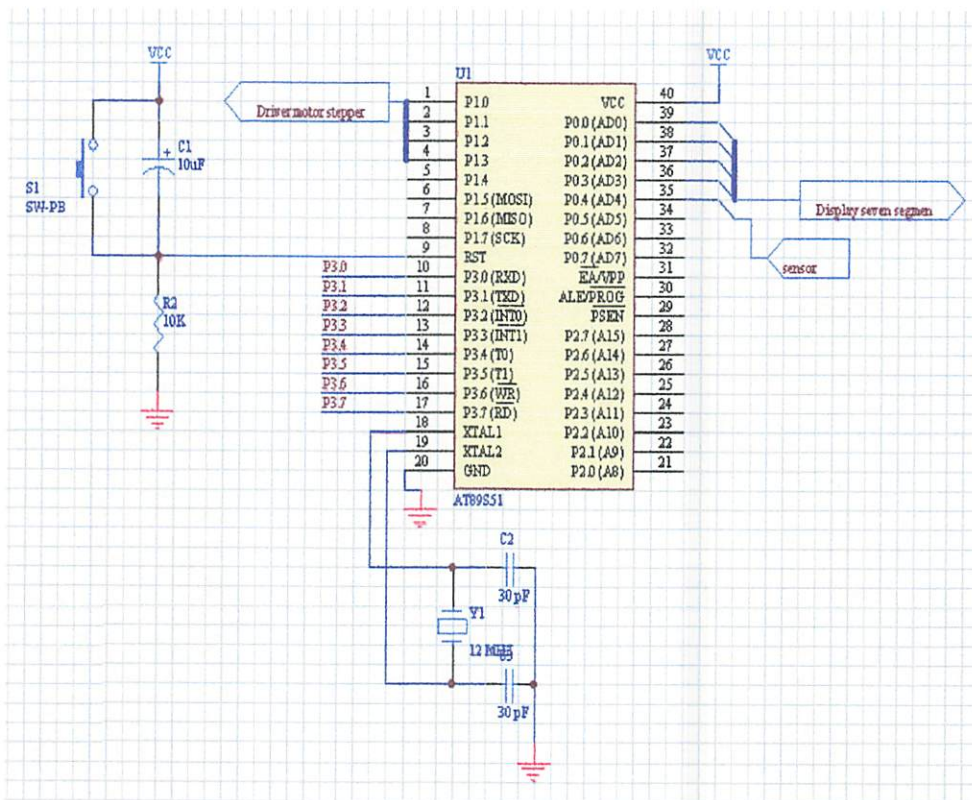 VCC
VCC
U1
Driver motor stepper
1
2
3
4
5
6
7
8
9
10
11
12
13
14
15
16
17
18
19
20
P1.0
P1.1
P1.2
P1.3
P1.4
P1.5 (MOSI)
P1.6 (MISO)
P1.7 (SCK)
RST
P3.0 (RXD)
P3.1 (TXD)
P3.2 (INT0)
P3.3 (INT1)
P3.4 (T0)
P3.5 (T1)
P3.6 (WR)
P3.7 (RD)
XTAL1
XTAL2
GND
VCC
P0.0 (AD0)
P0.1 (AD1)
P0.2 (AD2)
P0.3 (AD3)
P0.4 (AD4)
P0.5 (AD5)
P0.6 (AD6)
P0.7 (AD7)
EA/VPP
ALE/PROG
PSEN
P2.7 (A15)
P2.6 (A14)
P2.5 (A13)
P2.4 (A12)
P2.3 (A11)
P2.2 (A10)
P2.1 (A9)
P2.0 (A8)
40
39
38
37
36
35
34
33
32
31
30
29
28
27
26
25
24
23
22
21
AT89S51
Display seven segmen
sensor
C1
10uF
S1
SW-PB
R2
10K
P3.0
P3.1
P3.2
P3.3
P3.4
P3.5
P3.6
P3.7
C2
30 pF
Y1
12
30 pF